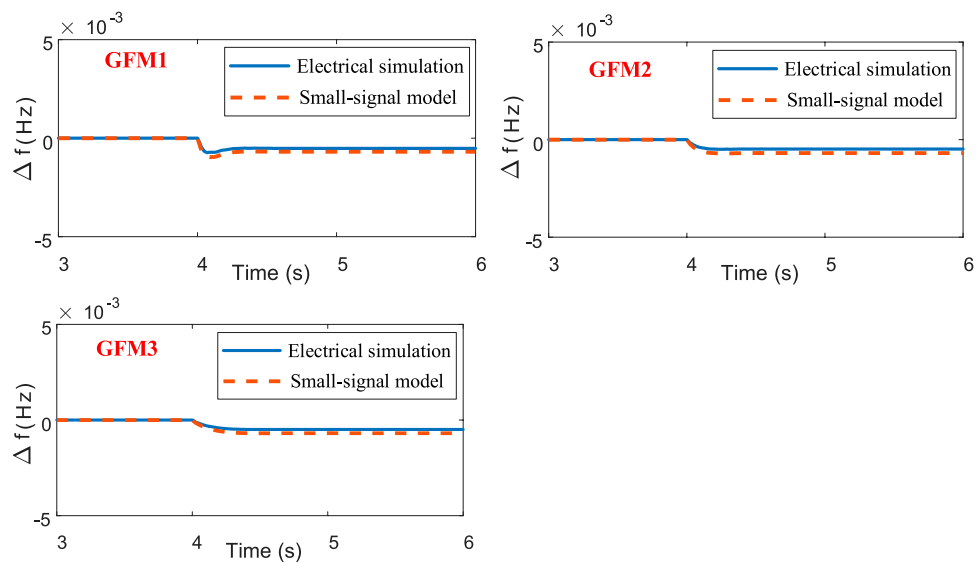 × 10⁻³
5
GFM1
Electrical simulation
Small-signal model
0
Δ f(Hz)
-5
3
4
5
6
Time (s)
× 10⁻³
5
GFM2
Electrical simulation
Small-signal model
0
Δ f(Hz)
-5
3
4
5
6
Time (s)
× 10⁻³
5
GFM3
Electrical simulation
Small-signal model
0
Δ f(Hz)
-5
3
4
5
6
Time (s)